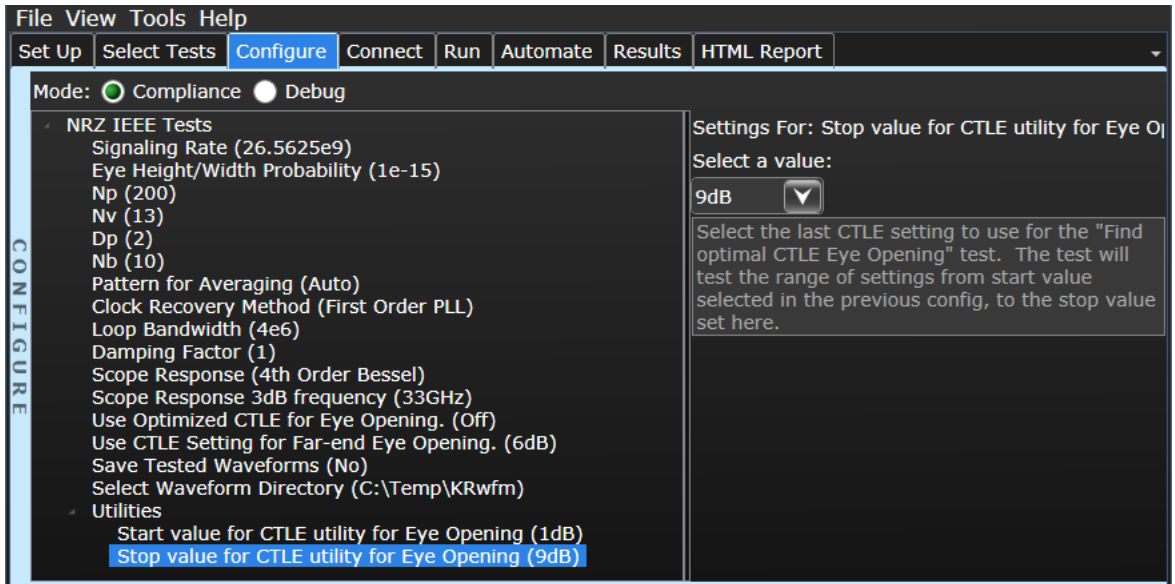 File View Tools Help
Set Up Select Tests Configure Connect Run Automate Results HTML Report
CONFIGURE
Mode: Compliance Debug
NRZ IEEE Tests
Signaling Rate (26.5625e9)
Eye Height/Width Probability (1e-15)
Np (200)
Nv (13)
Dp (2)
Nb (10)
Pattern for Averaging (Auto)
Clock Recovery Method (First Order PLL)
Loop Bandwidth (4e6)
Damping Factor (1)
Scope Response (4th Order Bessel)
Scope Response 3dB frequency (33GHz)
Use Optimized CTLE for Eye Opening. (Off)
Use CTLE Setting for Far-end Eye Opening. (6dB)
Save Tested Waveforms (No)
Select Waveform Directory (C:\Temp\KRwfm)
Utilities
Start value for CTLE utility for Eye Opening (1dB)
Stop value for CTLE utility for Eye Opening (9dB)
Settings For: Stop value for CTLE utility for Eye
Select a value:
9dB
Select the last CTLE setting to use for the "Find
optimal CTLE Eye Opening" test. The test will
test the range of settings from start value
selected in the previous config, to the stop value
set here.